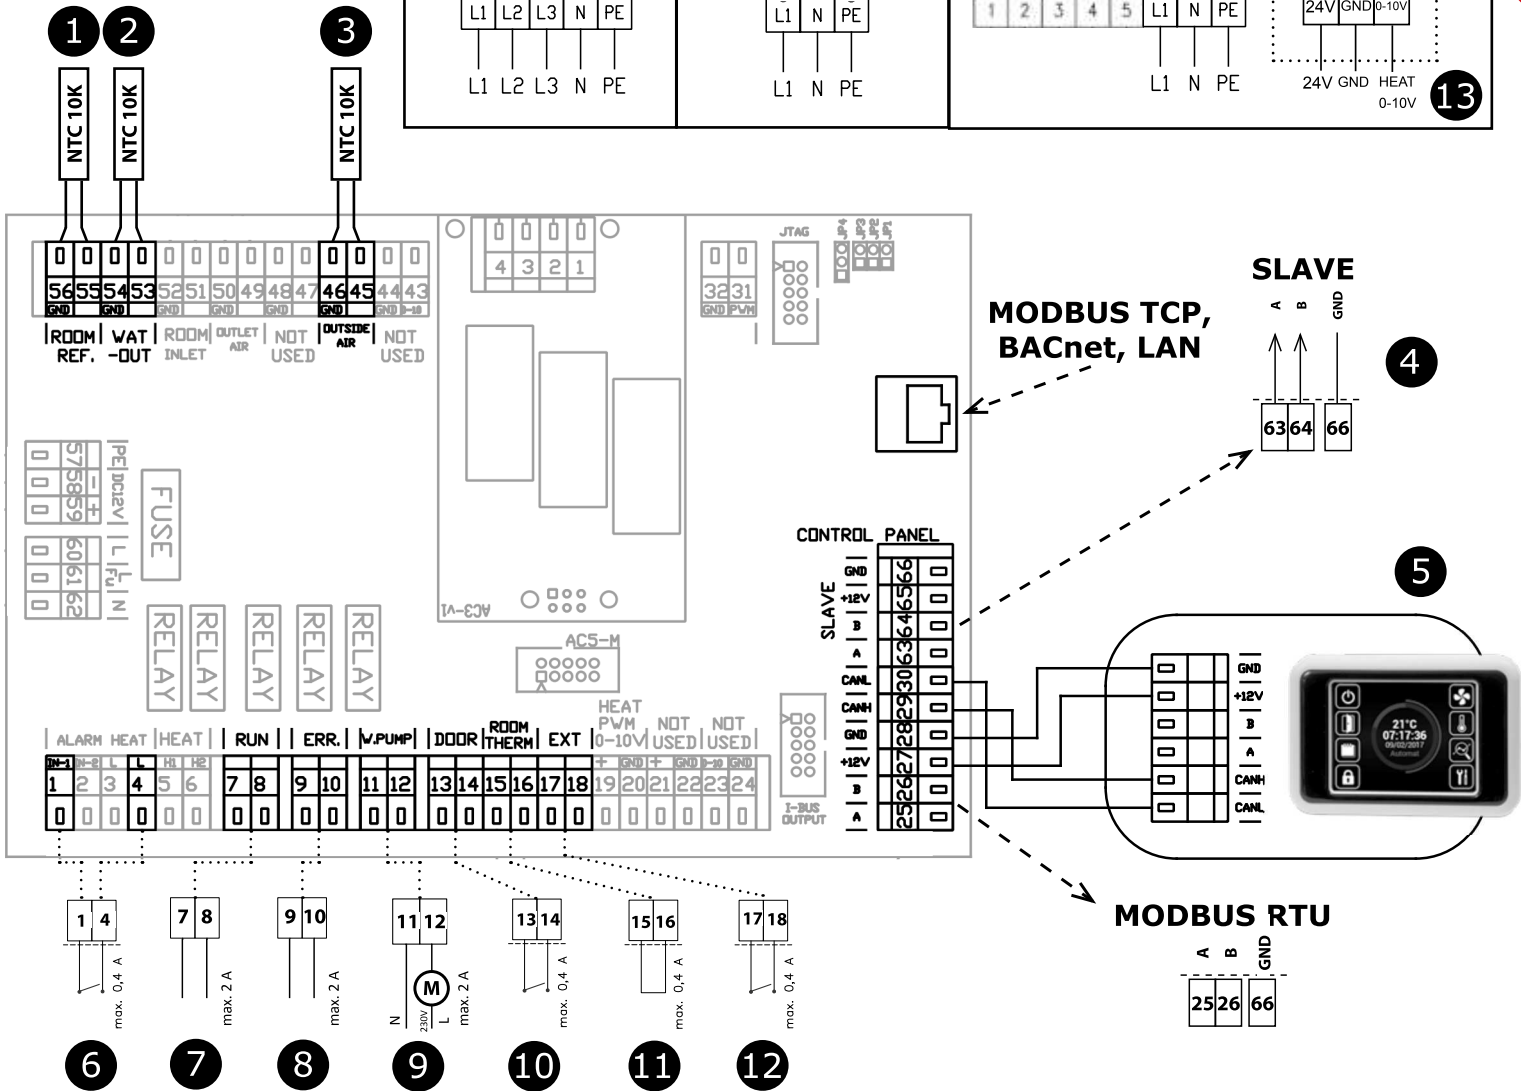 1 2 3
L1 L2 L3 N PE
L1 L2 L3 N PE
L1 N PE
L1 N PE
1 2 3 4 5 L1 N PE
L1 N PE
24V GND 0-10V
24V GND HEAT
0-10V
13
NTC 10K
NTC 10K
NTC 10K
56 55 54 53 52 51 50 49 48 47 46 45 44 43
GND GND GND GND GND GND GND 0-10
ROOM REF.
WAT -OUT
ROOM INLET
OUTLET AIR
NOT USED
OUTSIDE AIR
NOT USED
4 3 2 1
32 31
GND PWM
JTAG
JP4 JP3 JP2 JP1
MODBUS TCP,
BACnet, LAN
SLAVE
A B GND
63 64 66
4
57 58 59
PE - +
DC12V
60 61 62
L L Fu N
FUSE
RELAY RELAY RELAY RELAY RELAY
AC3-v1
AC5-M
CONTROL PANEL
SLAVE
GND 66
+12V 65
B 64
A 63
CANL 30
CANH 29
GND 28
+12V 27
B 26
A 25
5
GND
+12V
B
A
CANH
CANL
21°C
07:17:36
09/02/2017
Automat
I-BUS
OUTPUT
ALARM HEAT HEAT RUN ERR. W.PUMP DOOR ROOM THERM EXT
HEAT PWM 0-10V
NOT USED
NOT USED
IN-1 IN-2 L L H1 H2
+ GND + GND 0-10 GND
1 2 3 4 5 6 7 8 9 10 11 12 13 14 15 16 17 18 19 20 21 22 23 24
1 4
max. 0,4 A
7 8
max. 2 A
9 10
max. 2 A
11 12
M
N 230V L
max. 2 A
13 14
max. 0,4 A
15 16
max. 0,4 A
17 18
max. 0,4 A
MODBUS RTU
A B GND
25 26 66
6 7 8 9 10 11 12